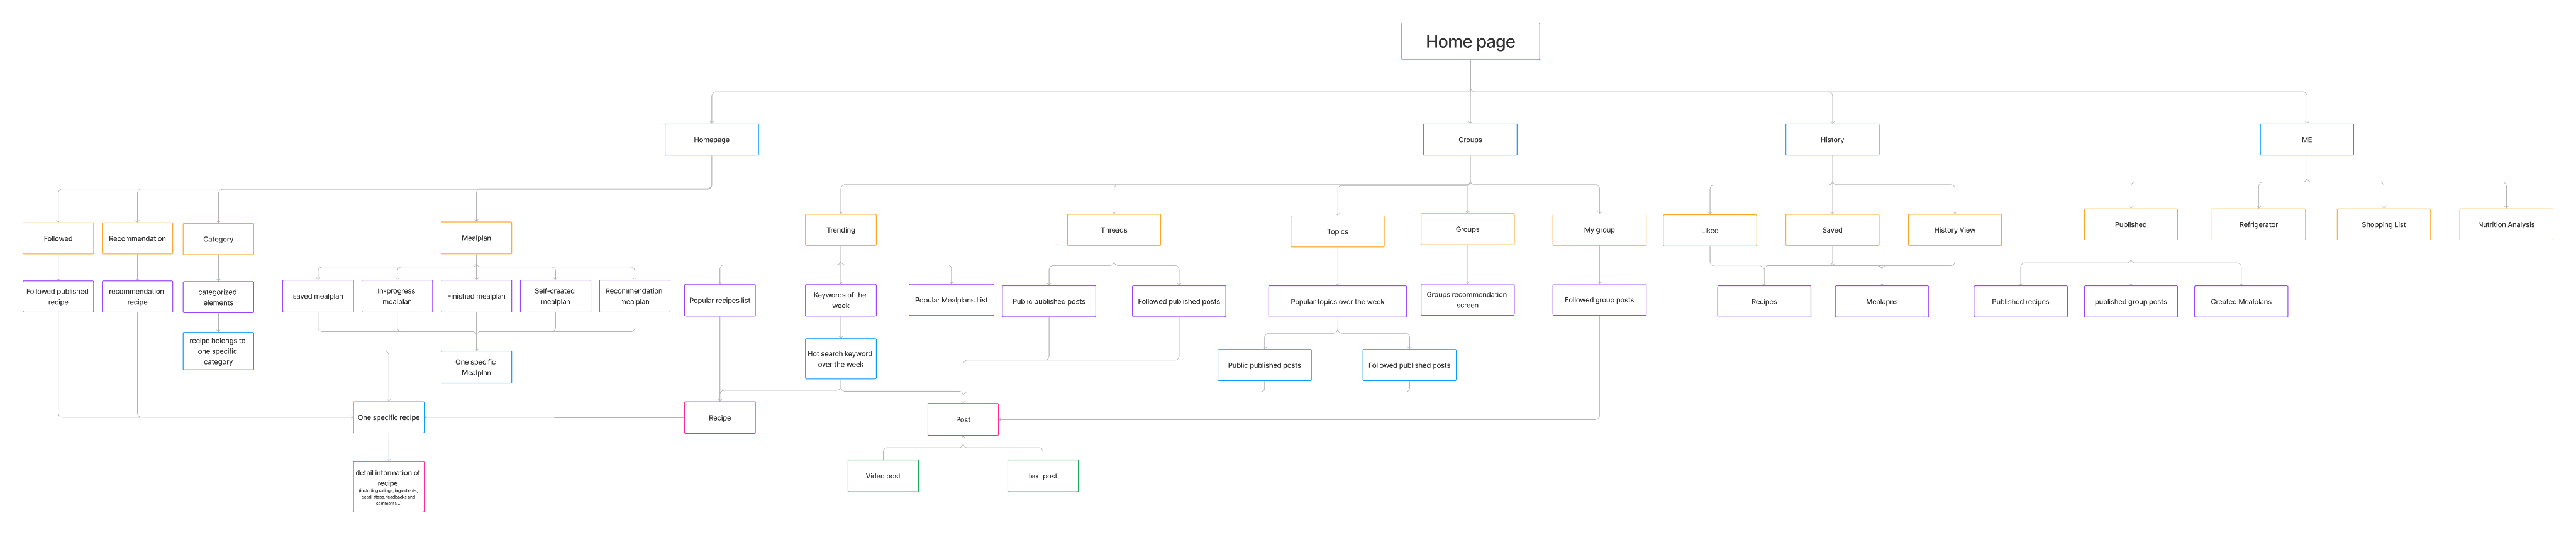 Home page
Homepage
Groups
History
ME
Followed
Recommendation
Category
Mealplan
Trending
Threads
Topics
Groups
My group
Liked
Saved
History View
Published
Refrigerator
Shopping List
Nutrition Analysis
Followed published
recipe
recommendation
recipe
categorized
elements
saved mealplan
In-progress
mealplan
Finished mealplan
Self-created
mealplan
Recommendation
mealplan
Popular recipes list
Keywords of the
week
Popular Mealplans List
Public published posts
Followed published posts
Popular topics over the week
Groups recommendation
screen
Followed group posts
Recipes
Mealapns
Published recipes
published group posts
Created Mealplans
recipe belongs to
one specific
category
One specific
Mealplan
Hot search keyword
over the week
Public published posts
Followed published posts
One specific recipe
Recipe
Post
detail information of
recipe
(including ratings, ingredients,
detail steps, feedbacks and
comments...)
Video post
text post